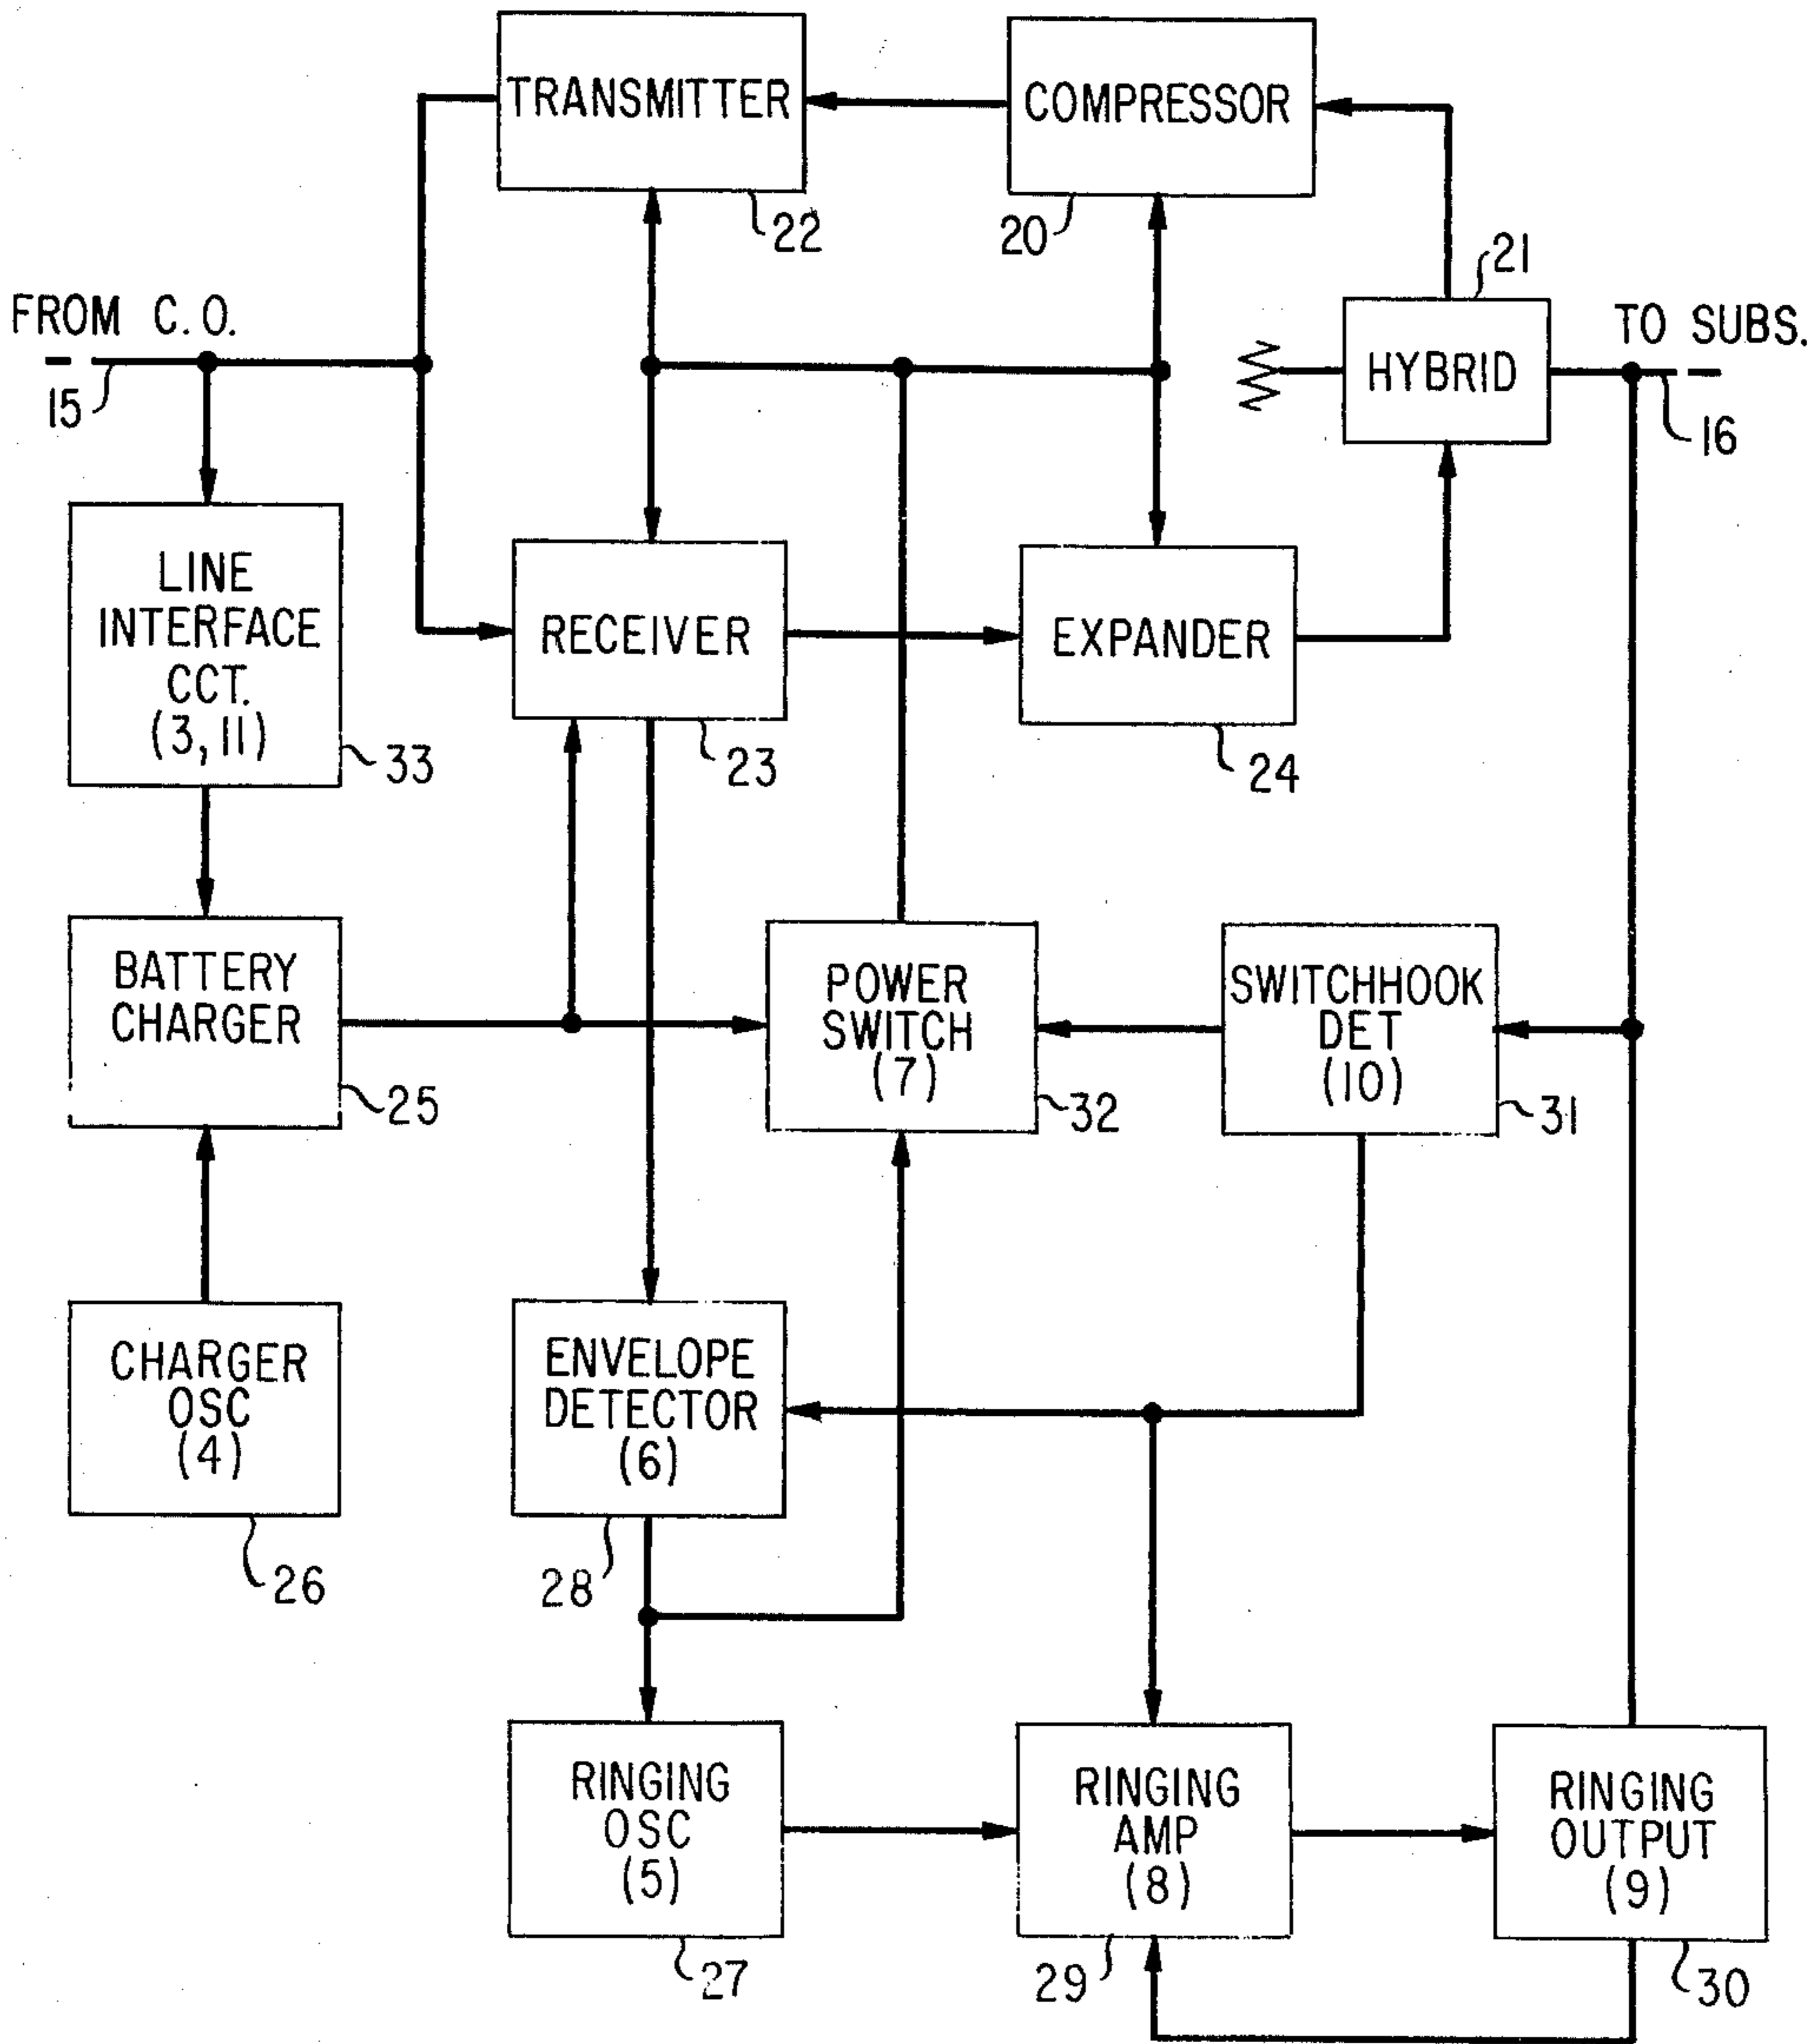 TRANSMITTER
22
COMPRESSOR
20
21
FROM C.O.
15
HYBRID
TO SUBS.
16
LINE
INTERFACE
CCT.
(3, 11)
33
RECEIVER
23
EXPANDER
24
BATTERY
CHARGER
25
POWER
SWITCH
(7)
32
SWITCHHOOK
DET
(10)
31
CHARGER
OSC
(4)
26
ENVELOPE
DETECTOR
(6)
28
RINGING
OSC
(5)
27
RINGING
AMP
(8)
29
RINGING
OUTPUT
(9)
30